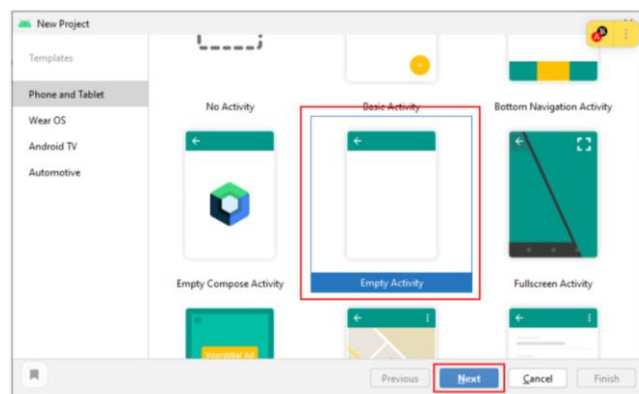 New Project
Templates
Phone and Tablet
Wear OS
Android TV
Automotive
No Activity
Basic Activity
Bottom Navigation Activity
Empty Compose Activity
Empty Activity
Fullscreen Activity
Interstitial Ad
Previous
Next
Cancel
Finish